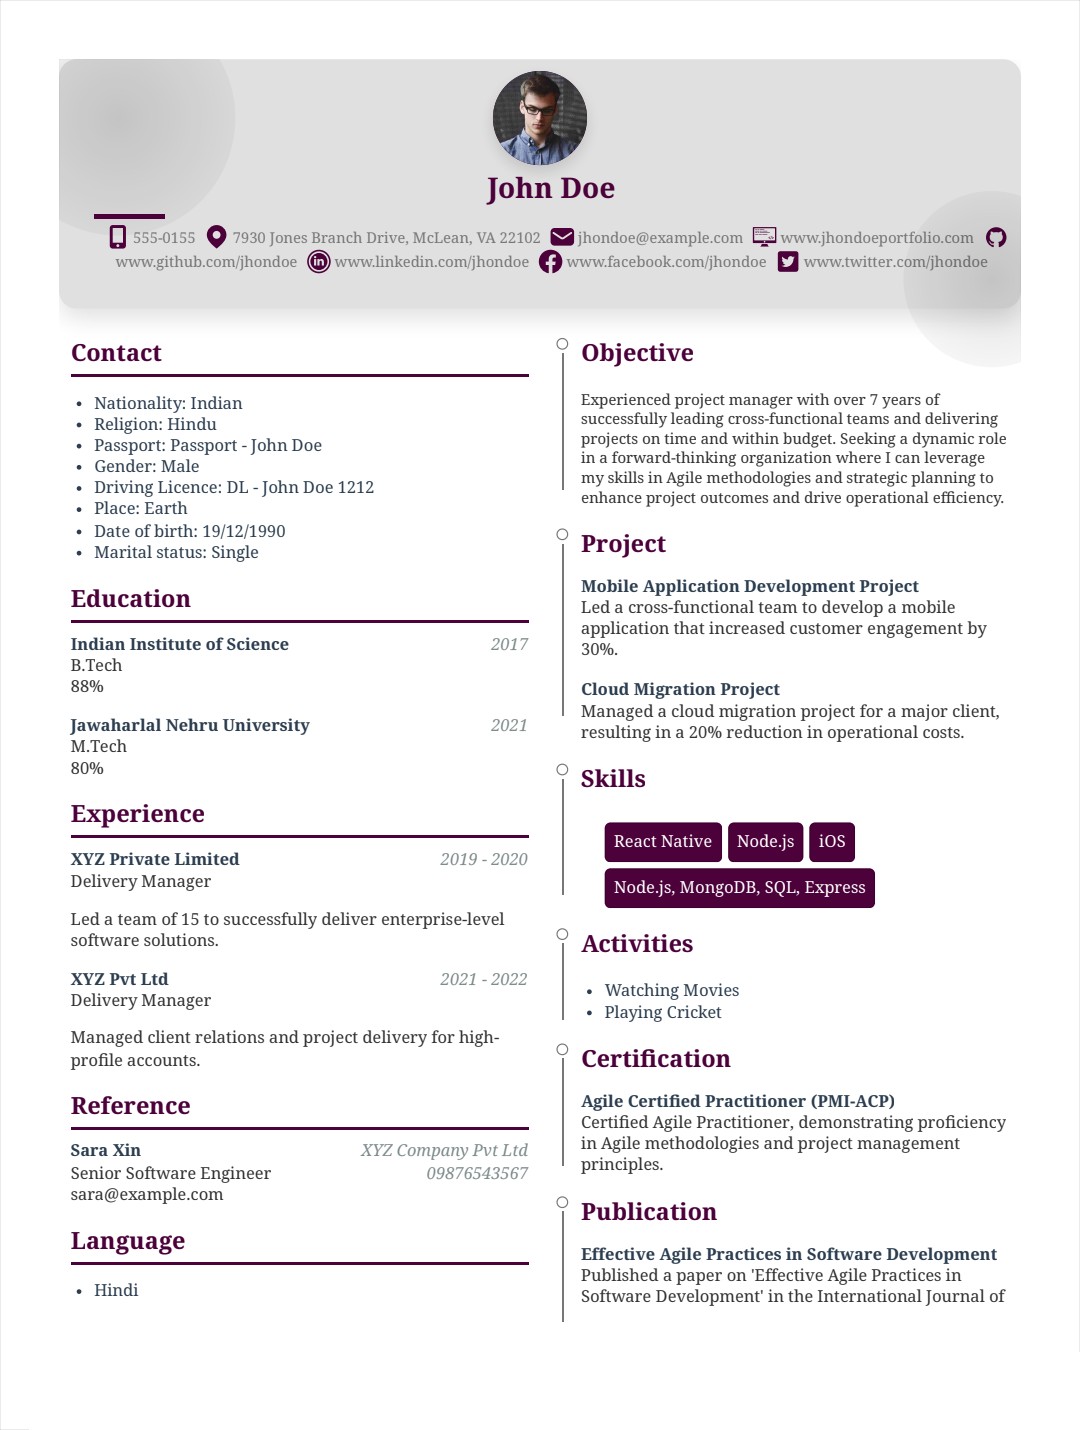 John Doe
555-0155 7930 Jones Branch Drive, McLean, VA 22102 jhondoe@example.com www.jhondoeportfolio.com
www.github.com/jhondoe www.linkedin.com/jhondoe www.facebook.com/jhondoe www.twitter.com/jhondoe
Contact
• Nationality: Indian
• Religion: Hindu
• Passport: Passport - John Doe
• Gender: Male
• Driving Licence: DL - John Doe 1212
• Place: Earth
• Date of birth: 19/12/1990
• Marital status: Single
Education
Indian Institute of Science 2017
B.Tech
88%
Jawaharlal Nehru University 2021
M.Tech
80%
Experience
XYZ Private Limited 2019 - 2020
Delivery Manager
Led a team of 15 to successfully deliver enterprise-level
software solutions.
XYZ Pvt Ltd 2021 - 2022
Delivery Manager
Managed client relations and project delivery for high-
profile accounts.
Reference
Sara Xin XYZ Company Pvt Ltd
Senior Software Engineer 09876543567
sara@example.com
Language
• Hindi
Objective
Experienced project manager with over 7 years of
successfully leading cross-functional teams and delivering
projects on time and within budget. Seeking a dynamic role
in a forward-thinking organization where I can leverage
my skills in Agile methodologies and strategic planning to
enhance project outcomes and drive operational efficiency.
Project
Mobile Application Development Project
Led a cross-functional team to develop a mobile
application that increased customer engagement by
30%.
Cloud Migration Project
Managed a cloud migration project for a major client,
resulting in a 20% reduction in operational costs.
Skills
React Native Node.js iOS
Node.js, MongoDB, SQL, Express
Activities
• Watching Movies
• Playing Cricket
Certification
Agile Certified Practitioner (PMI-ACP)
Certified Agile Practitioner, demonstrating proficiency
in Agile methodologies and project management
principles.
Publication
Effective Agile Practices in Software Development
Published a paper on 'Effective Agile Practices in
Software Development' in the International Journal of